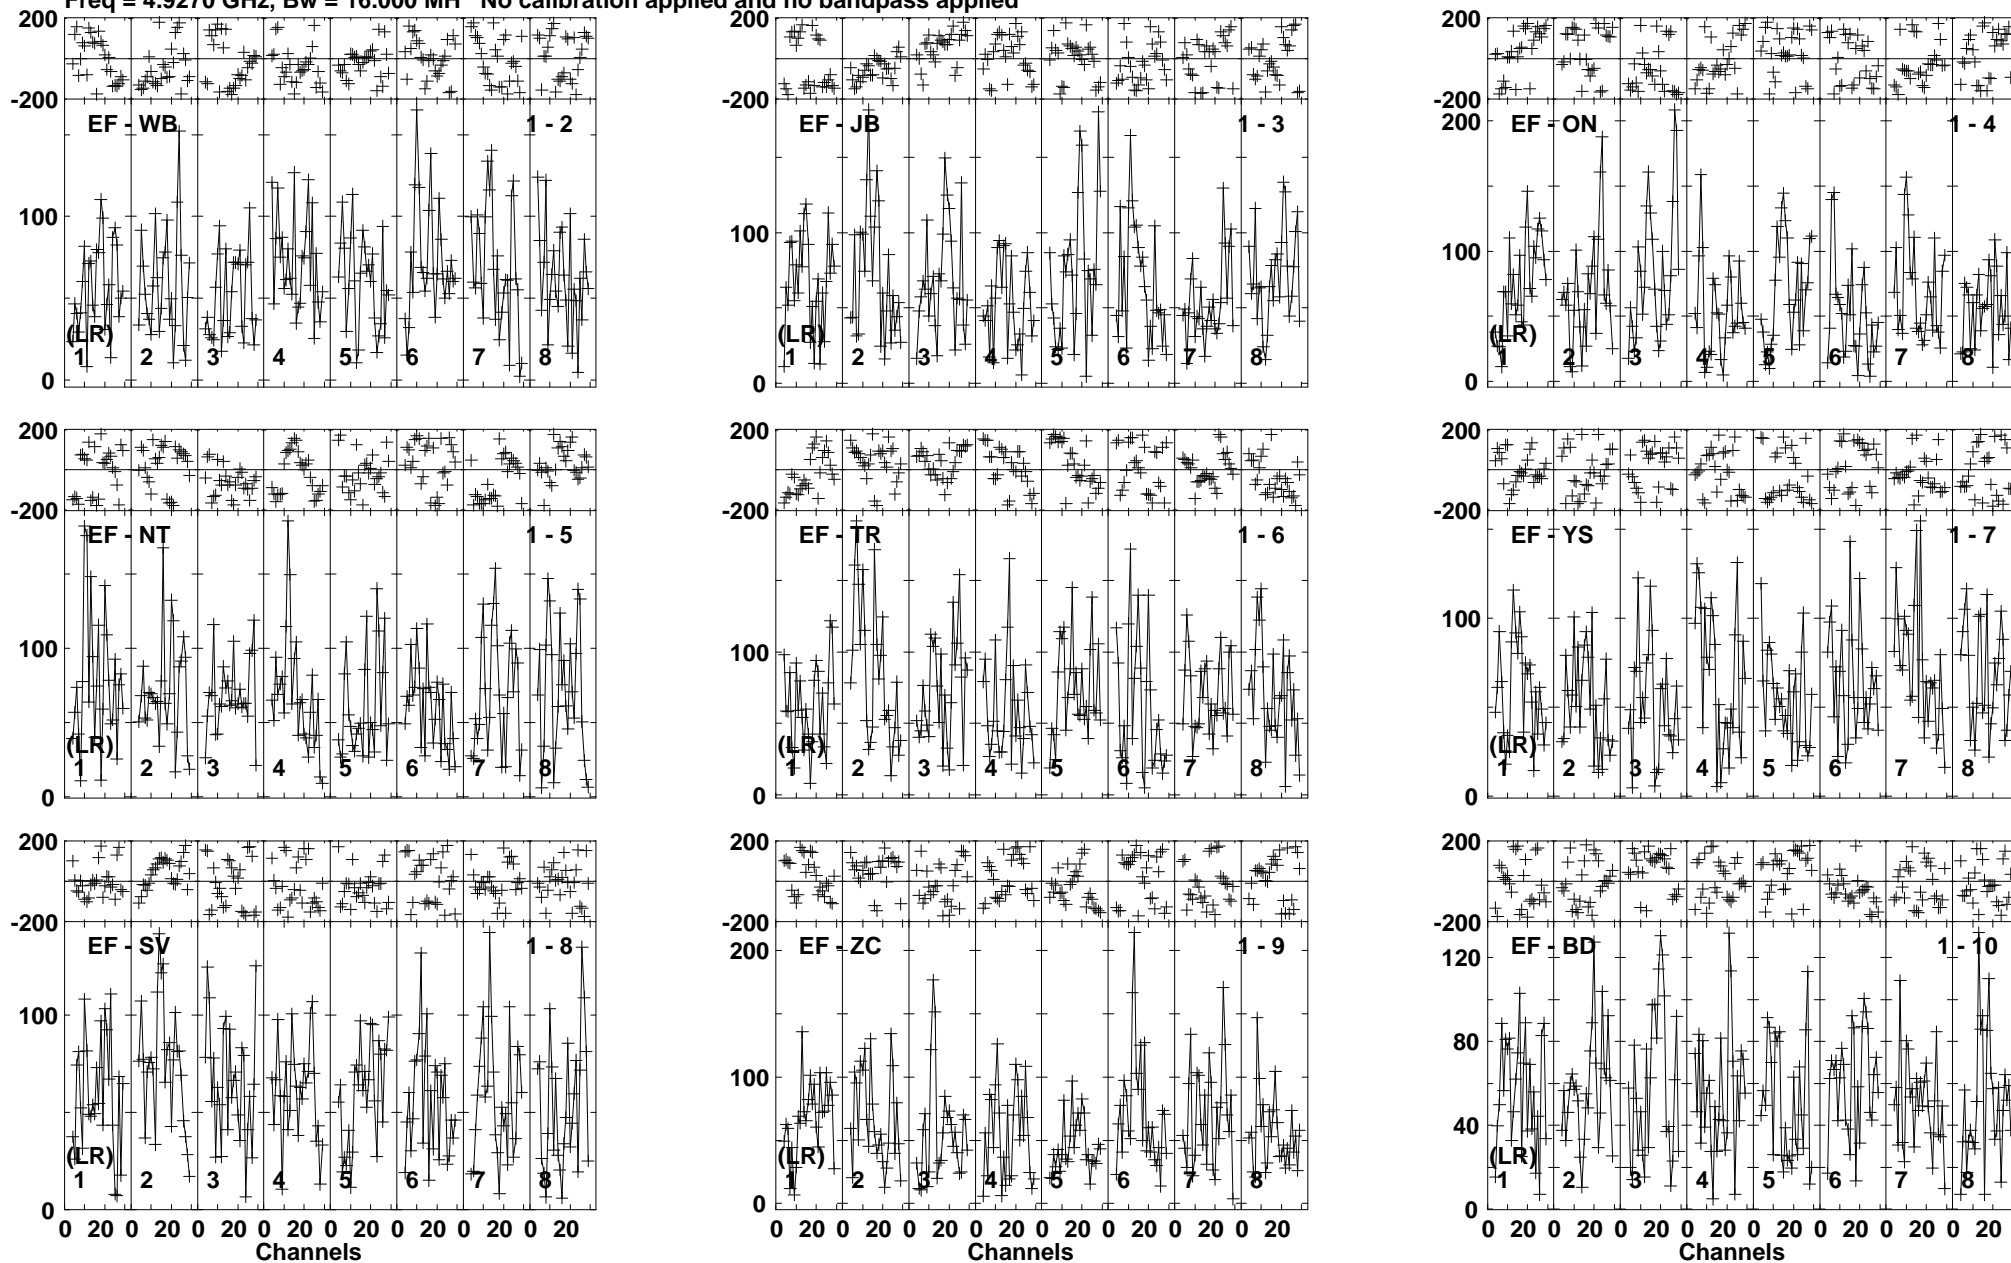 Freq = 4.9270 GHz, Bw = 16.000 MH No calibration applied and no bandpass applied
200 200 200
-200 -200 -200
EF - WB 1 - 2 EF - JB 1 - 3 EF - ON 1 - 4
200
100 100 100
(LR) (LR) (LR)
1 2 3 4 5 6 7 8 1 2 3 4 5 6 7 8 1 2 3 4 5 6 7 8
0 0 0
200 200 200
-200 -200 -200
EF - NT 1 - 5 EF - TR 1 - 6 EF - YS 1 - 7
100 100 100
(LR) (LR) (LR)
1 2 3 4 5 6 7 8 1 2 3 4 5 6 7 8 1 2 3 4 5 6 7 8
0 0 0
200 200 200
-200 -200 -200
EF - SV 1 - 8 EF - ZC 1 - 9 EF - BD 1 - 10
200 120
100 100 80
40
(LR) (LR) (LR)
1 2 3 4 5 6 7 8 1 2 3 4 5 6 7 8 1 2 3 4 5 6 7 8
0 0 0
0 20 0 20 0 20 0 20 0 20 0 20 0 20 0 20 0 20 0 20 0 20 0 20 0 20 0 20 0 20 0 20 0 20 0 20 0 20 0 20 0 20 0 20 0 20 0 20
Channels Channels Channels